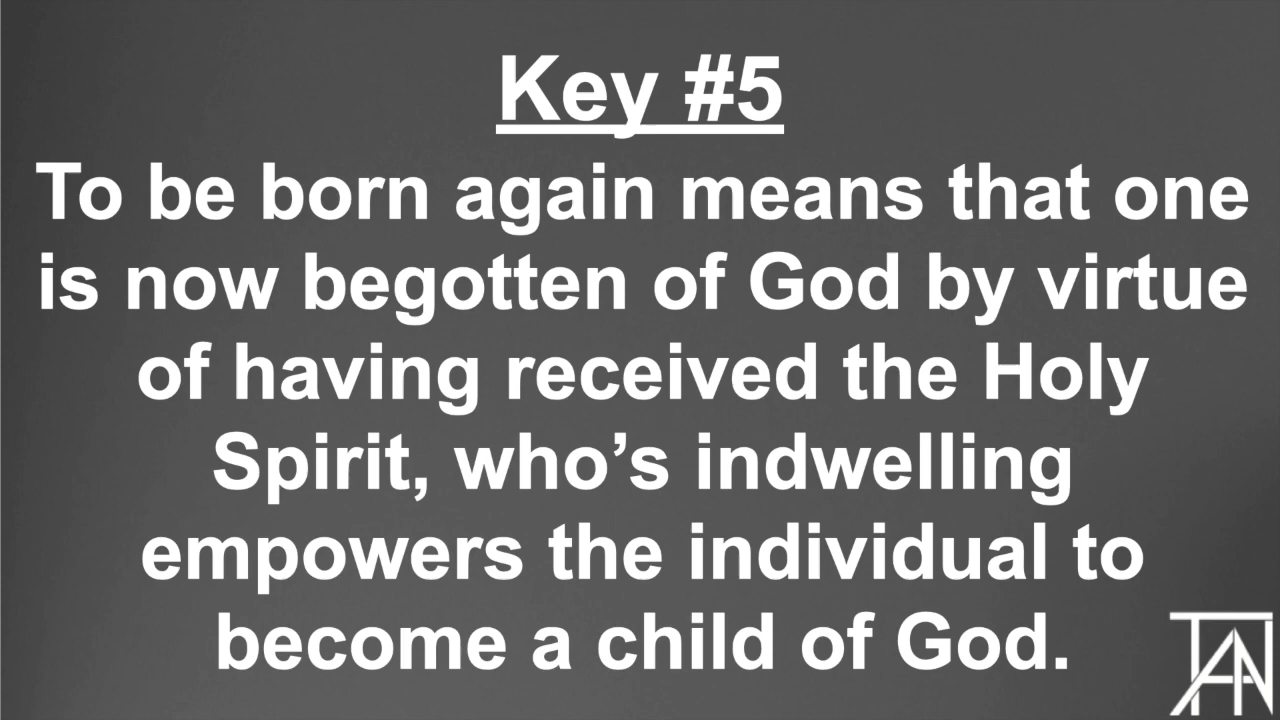 Key #5
To be born again means that one
is now begotten of God by virtue
of having received the Holy
Spirit, who’s indwelling
empowers the individual to
become a child of God.
TAN